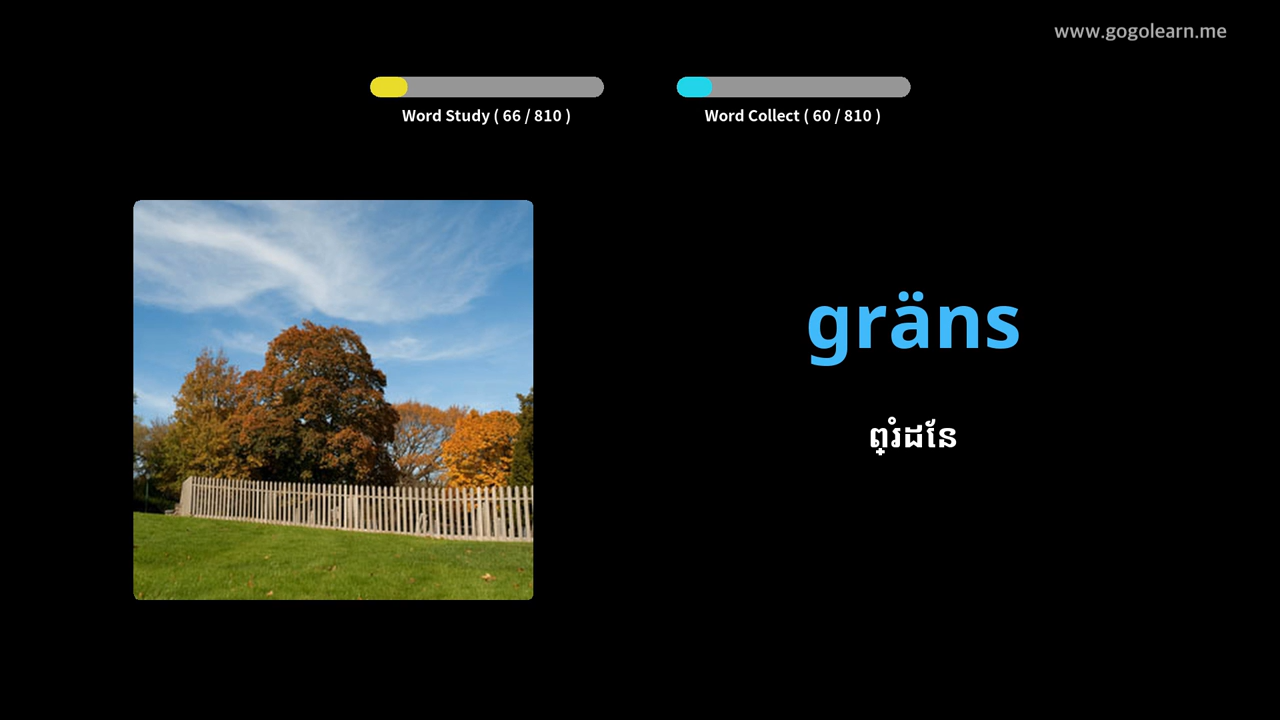 www.gogolearn.me
Word Study ( 66 / 810 )
Word Collect ( 60 / 810 )
gräns
ព្រំដែន